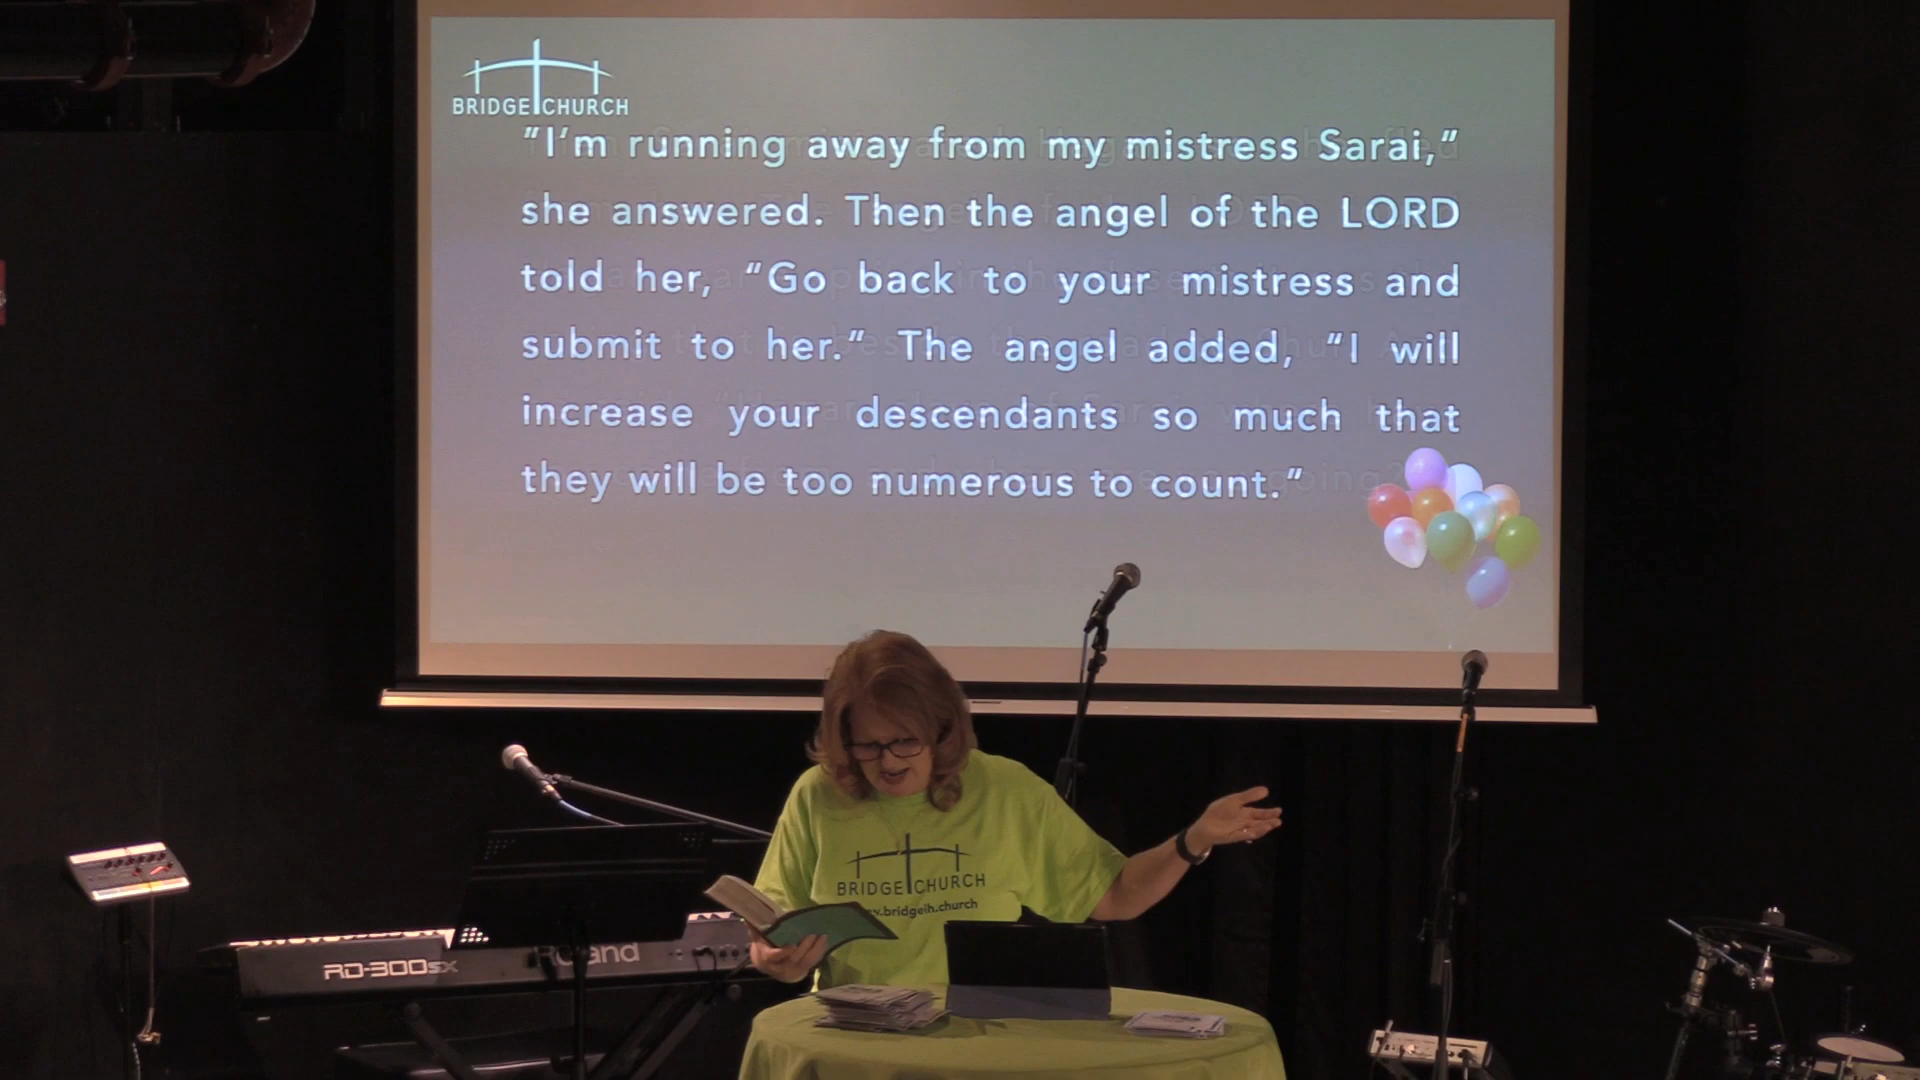 BRIDGE CHURCH
"I'm running away from my mistress Sarai,"
she answered. Then the angel of the LORD
told her, "Go back to your mistress and
submit to her." The angel added, "I will
increase your descendants so much that
they will be too numerous to count."
BRIDGE CHURCH
.bridgeih.church
RD-300SX
Roland